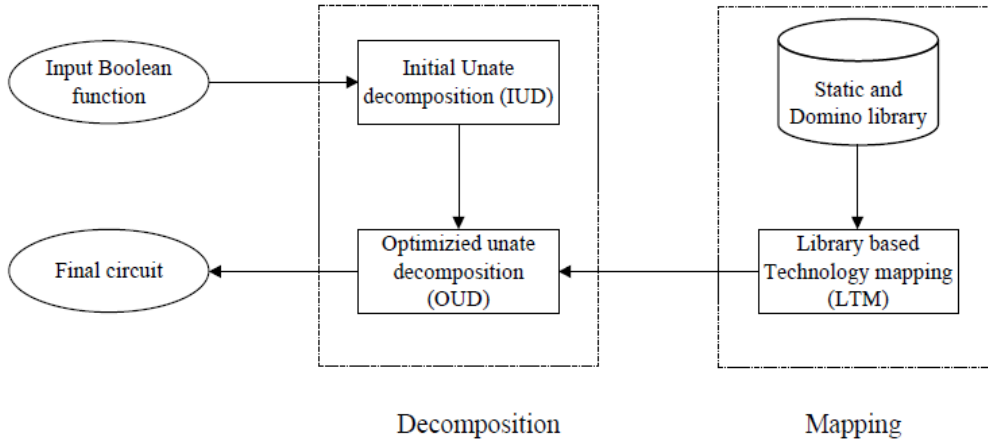 Input Boolean
function
Initial Unate
decomposition (IUD)
Static and
Domino library
Final circuit
Optimizied unate
decomposition
(OUD)
Library based
Technology mapping
(LTM)
Decomposition
Mapping